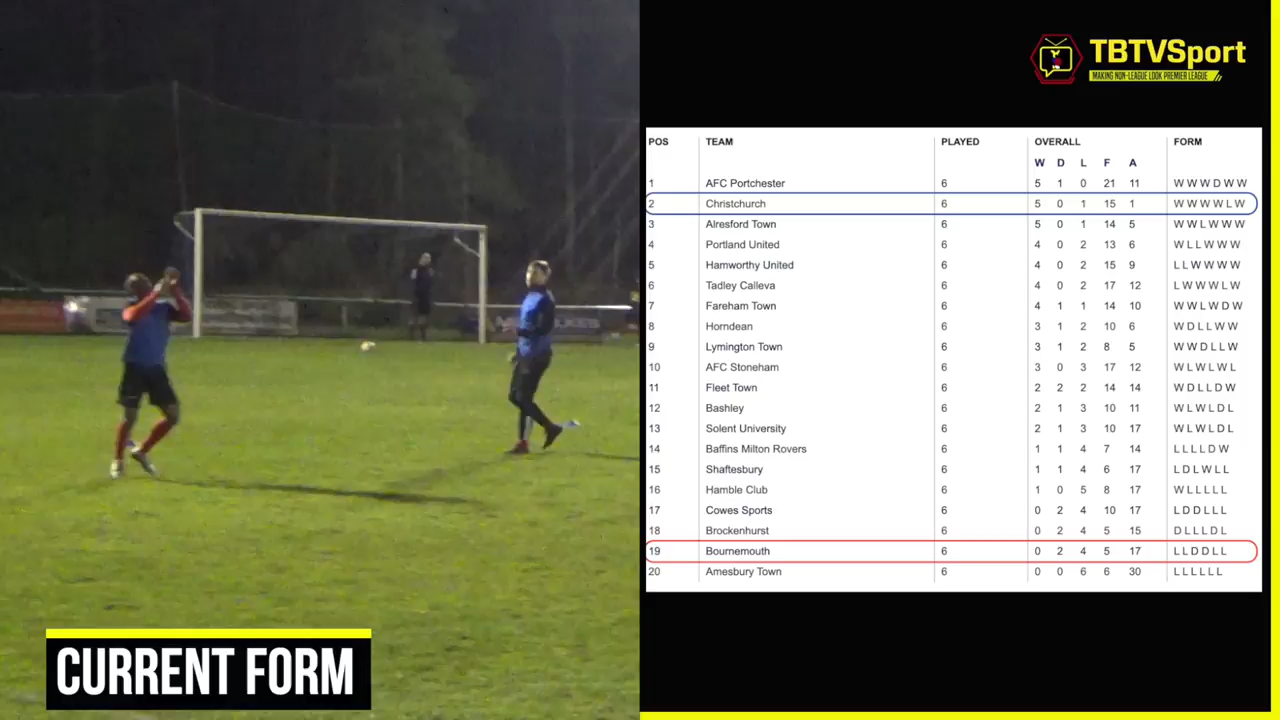 TBTVSport
MAKING NON-LEAGUE LOOK PREMIER LEAGUE
POS TEAM PLAYED OVERALL FORM
W D L F A
1 AFC Portchester 6 5 1 0 21 11 W W W D W W
2 Christchurch 6 5 0 1 15 1 W W W W L W
3 Alresford Town 6 5 0 1 14 5 W W L W W W
4 Portland United 6 4 0 2 13 6 W L L W W W
5 Hamworthy United 6 4 0 2 15 9 L L W W W W
6 Tadley Calleva 6 4 0 2 17 12 L W W W L W
7 Fareham Town 6 4 1 1 14 10 W W L W D W
8 Horndean 6 3 1 2 10 6 W D L L W W
9 Lymington Town 6 3 1 2 8 5 W W D L L W
10 AFC Stoneham 6 3 0 3 17 12 W L W L W L
11 Fleet Town 6 2 2 2 14 14 W D L L D W
12 Bashley 6 2 1 3 10 11 W L W L D L
13 Solent University 6 2 1 3 10 17 W L W L D L
14 Baffins Milton Rovers 6 1 1 4 7 14 L L L L D W
15 Shaftesbury 6 1 1 4 6 17 L D L W L L
16 Hamble Club 6 1 0 5 8 17 W L L L L L
17 Cowes Sports 6 0 2 4 10 17 L D D L L L
18 Brockenhurst 6 0 2 4 5 15 D L L L D L
19 Bournemouth 6 0 2 4 5 17 L L D D L L
20 Amesbury Town 6 0 0 6 6 30 L L L L L L
CURRENT FORM